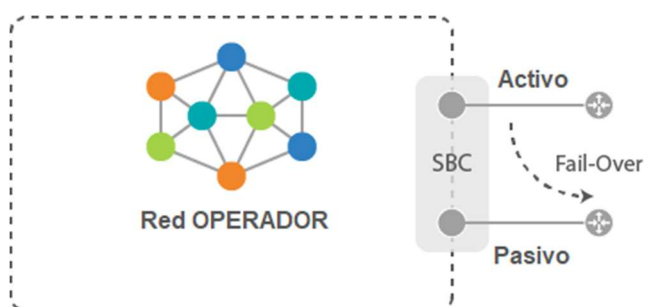 Activo
SBC
Fail-Over
Red OPERADOR
Pasivo